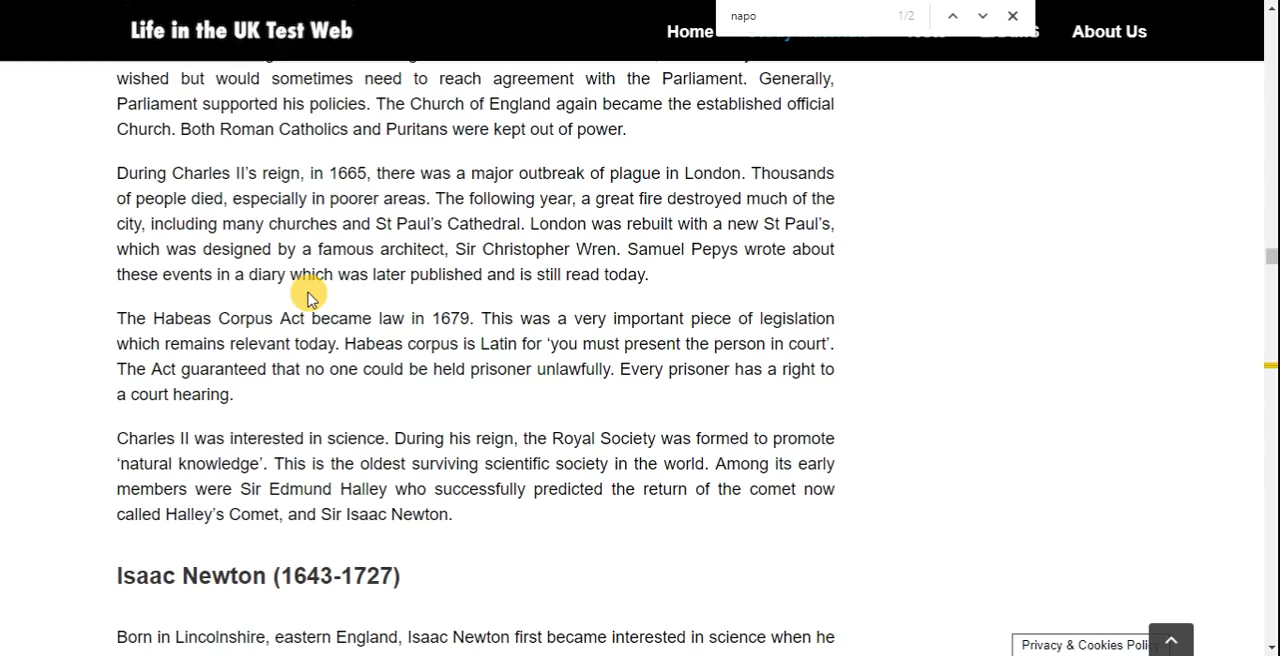 Life in the UK Test Web
napo
1/2
Home
About Us
wished but would sometimes need to reach agreement with the Parliament. Generally,
Parliament supported his policies. The Church of England again became the established official
Church. Both Roman Catholics and Puritans were kept out of power.
During Charles II’s reign, in 1665, there was a major outbreak of plague in London. Thousands
of people died, especially in poorer areas. The following year, a great fire destroyed much of the
city, including many churches and St Paul’s Cathedral. London was rebuilt with a new St Paul’s,
which was designed by a famous architect, Sir Christopher Wren. Samuel Pepys wrote about
these events in a diary which was later published and is still read today.
The Habeas Corpus Act became law in 1679. This was a very important piece of legislation
which remains relevant today. Habeas corpus is Latin for ‘you must present the person in court’.
The Act guaranteed that no one could be held prisoner unlawfully. Every prisoner has a right to
a court hearing.
Charles II was interested in science. During his reign, the Royal Society was formed to promote
‘natural knowledge’. This is the oldest surviving scientific society in the world. Among its early
members were Sir Edmund Halley who successfully predicted the return of the comet now
called Halley’s Comet, and Sir Isaac Newton.
Isaac Newton (1643-1727)
Born in Lincolnshire, eastern England, Isaac Newton first became interested in science when he
Privacy & Cookies Policy